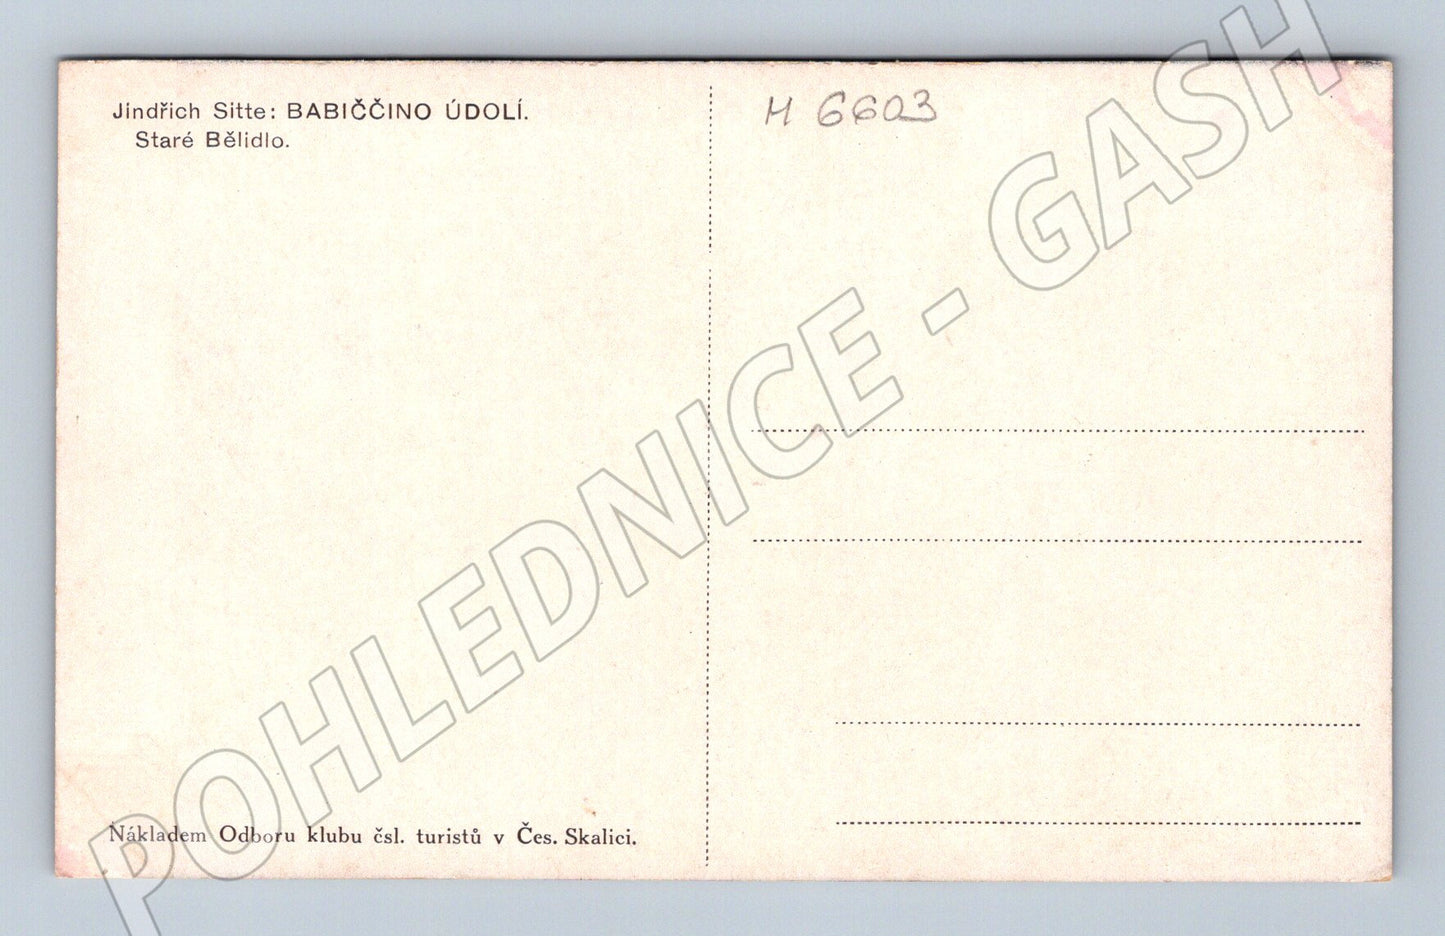 Jindřich Sitte: BABIČČINO ÚDOLÍ.
Staré Bělidlo.
H 6603
Nákladem Odboru klubu čsl. turistů v Čes. Skalici.
POHLEDNICE - GASH